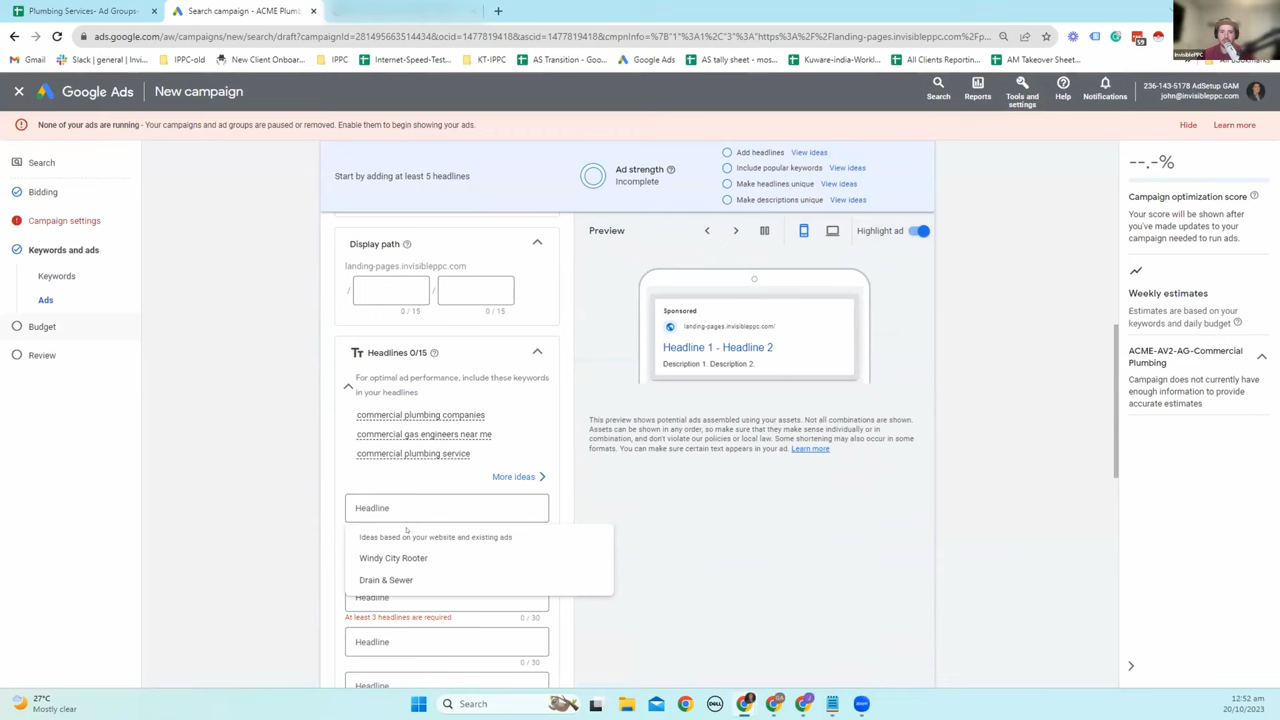 Plumbing Services- Ad Groups-
Search campaign - ACME Plumb
ads.google.com/aw/campaigns/new/search/draft?campaignId=281495663514434&ocid=1477819418&ascid=1477819418&cmpnInfo=%7B"1"%3A1%2C"3"%3A"https%3A%2F%2Flanding-pages.invisibleppc.com%2Fp...
Gmail
Slack | general | Inv...
IPPC-old
New Client Onboar...
IPPC
Internet-Speed-Test...
InvisiblePPC
AS Transition - Goo...
Google Ads
AS tally sheet - mo...
Kuware-india-Workl...
All Clients Reportin...
AM Takeover Sheet...
All Bookmarks
InvisiblePPC
Google Ads
New campaign
Search
Reports
Tools and settings
Help
Notifications
236-143-5178 AdSetup GAM
john@invisibleppc.com
None of your ads are running - Your campaigns and ad groups are paused or removed. Enable them to begin showing your ads.
Hide
Learn more
Search
Bidding
Campaign settings
Keywords and ads
Keywords
Ads
Budget
Review
Start by adding at least 5 headlines
Ad strength
Incomplete
Add headlines View ideas
Include popular keywords View ideas
Make headlines unique View ideas
Make descriptions unique View ideas
Display path
landing-pages.invisibleppc.com
/ /
0 / 15 0 / 15
Headlines 0/15
For optimal ad performance, include these keywords
in your headlines
commercial plumbing companies
commercial gas engineers near me
commercial plumbing service
More ideas
Headline
Ideas based on your website and existing ads
Windy City Rooter
Drain & Sewer
Headline
At least 3 headlines are required 0 / 30
Headline
0 / 30
Headline
Preview
Highlight ad
Sponsored
landing-pages.invisibleppc.com/
Headline 1 - Headline 2
Description 1. Description 2.
This preview shows potential ads assembled using your assets. Not all combinations are shown.
Assets can be shown in any order, so make sure that they make sense individually or in
combination, and don't violate our policies or local law. Some shortening may also occur in some
formats. You can make sure certain text appears in your ad. Learn more
--.-%
Campaign optimization score
Your score will be shown after
you've made updates to your
campaign needed to run ads.
Weekly estimates
Estimates are based on your
keywords and daily budget
ACME-AV2-AG-Commercial
Plumbing
Campaign does not currently have
enough information to provide
accurate estimates
27°C
Mostly clear
Search
12:52 am
20/10/2023